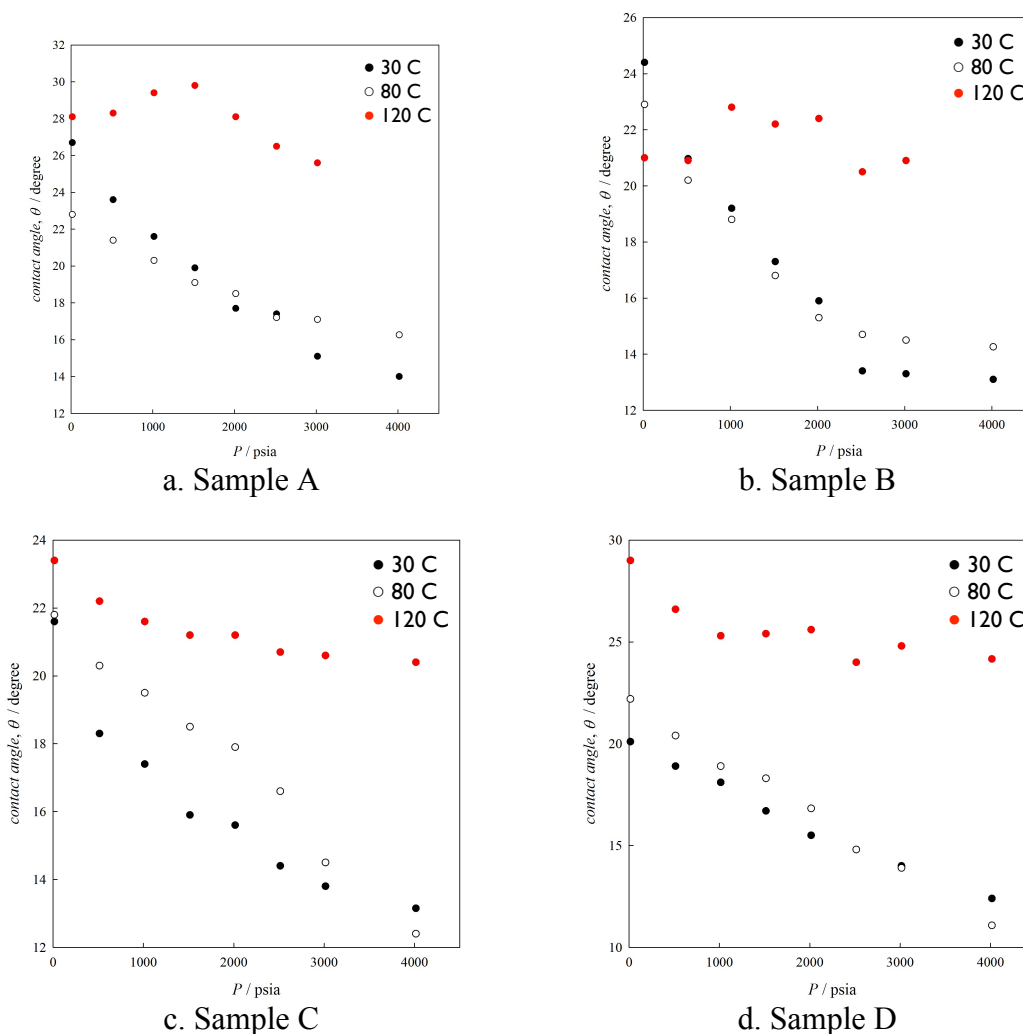 32
30
28
26
24
22
20
18
16
14
12
0
1000
2000
3000
4000
contact angle, θ / degree
P / psia
30 C
80 C
120 C
a. Sample A
26
24
22
20
18
16
14
12
0
1000
2000
3000
4000
contact angle, θ / degree
P / psia
30 C
80 C
120 C
b. Sample B
24
22
20
18
16
14
12
0
1000
2000
3000
4000
contact angle, θ / degree
P / psia
30 C
80 C
120 C
c. Sample C
30
25
20
15
10
0
1000
2000
3000
4000
contact angle, θ / degree
P / psia
30 C
80 C
120 C
d. Sample D